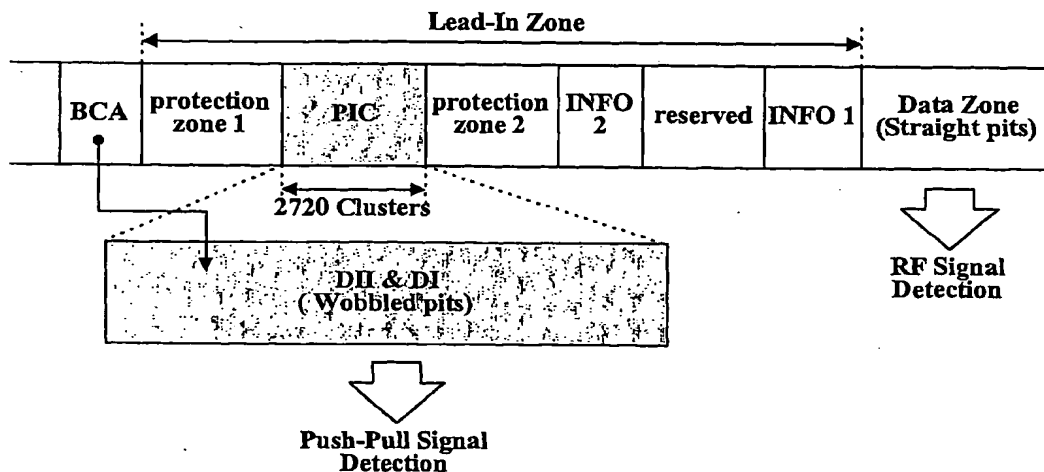 Lead-In Zone
BCA
protection
zone 1
PIC
protection
zone 2
INFO
2
reserved
INFO 1
Data Zone
(Straight pits)
2720 Clusters
DII & DI
( Wobbled pits)
RF Signal
Detection
Push-Pull Signal
Detection